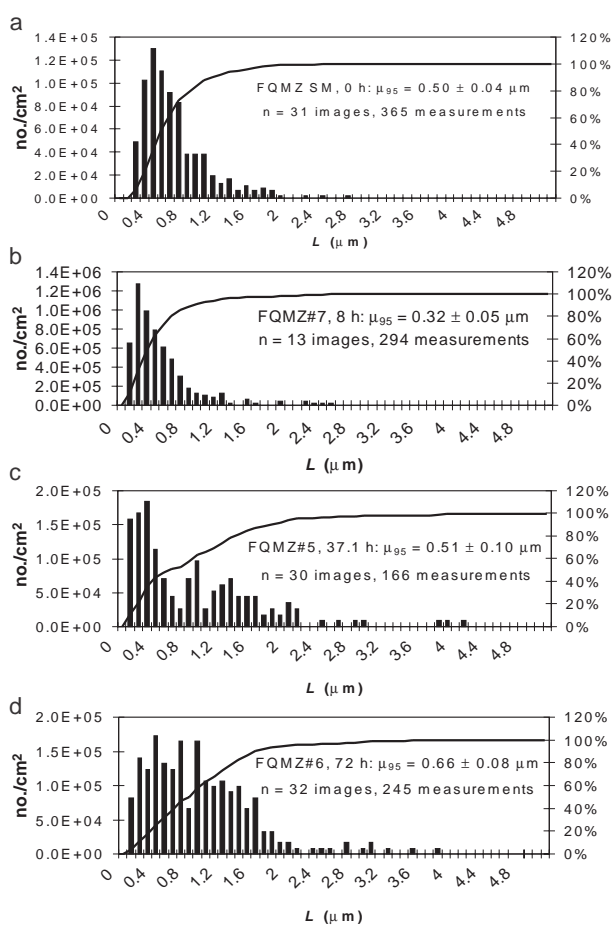 a
1.4E+05
1.2E+05
1.0E+05
8.0E+04
6.0E+04
4.0E+04
2.0E+04
0.0E+00
no./cm2
120%
100%
80%
60%
40%
20%
0%
FQMZ SM, 0 h: μ95 = 0.50 ± 0.04 μm
n = 31 images, 365 measurements
0 0.4 0.8 1.2 1.6 2 2.4 2.8 3.2 3.6 4 4.4 4.8
L (μm)
b
1.4E+06
1.2E+06
1.0E+06
8.0E+05
6.0E+05
4.0E+05
2.0E+05
0.0E+00
no./cm2
120%
100%
80%
60%
40%
20%
0%
FQMZ#7, 8 h: μ95 = 0.32 ± 0.05 μm
n = 13 images, 294 measurements
0 0.4 0.8 1.2 1.6 2 2.4 2.8 3.2 3.6 4 4.4 4.8
L (μm)
c
2.0E+05
1.5E+05
1.0E+05
5.0E+04
0.0E+00
no./cm2
120%
100%
80%
60%
40%
20%
0%
FQMZ#5, 37.1 h: μ95 = 0.51 ± 0.10 μm
n = 30 images, 166 measurements
0 0.4 0.8 1.2 1.6 2 2.4 2.8 3.2 3.6 4 4.4 4.8
L (μm)
d
2.0E+05
1.5E+05
1.0E+05
5.0E+04
0.0E+00
no./cm2
120%
100%
80%
60%
40%
20%
0%
FQMZ#6, 72 h: μ95 = 0.66 ± 0.08 μm
n = 32 images, 245 measurements
0 0.4 0.8 1.2 1.6 2 2.4 2.8 3.2 3.6 4 4.4 4.8
L (μm)